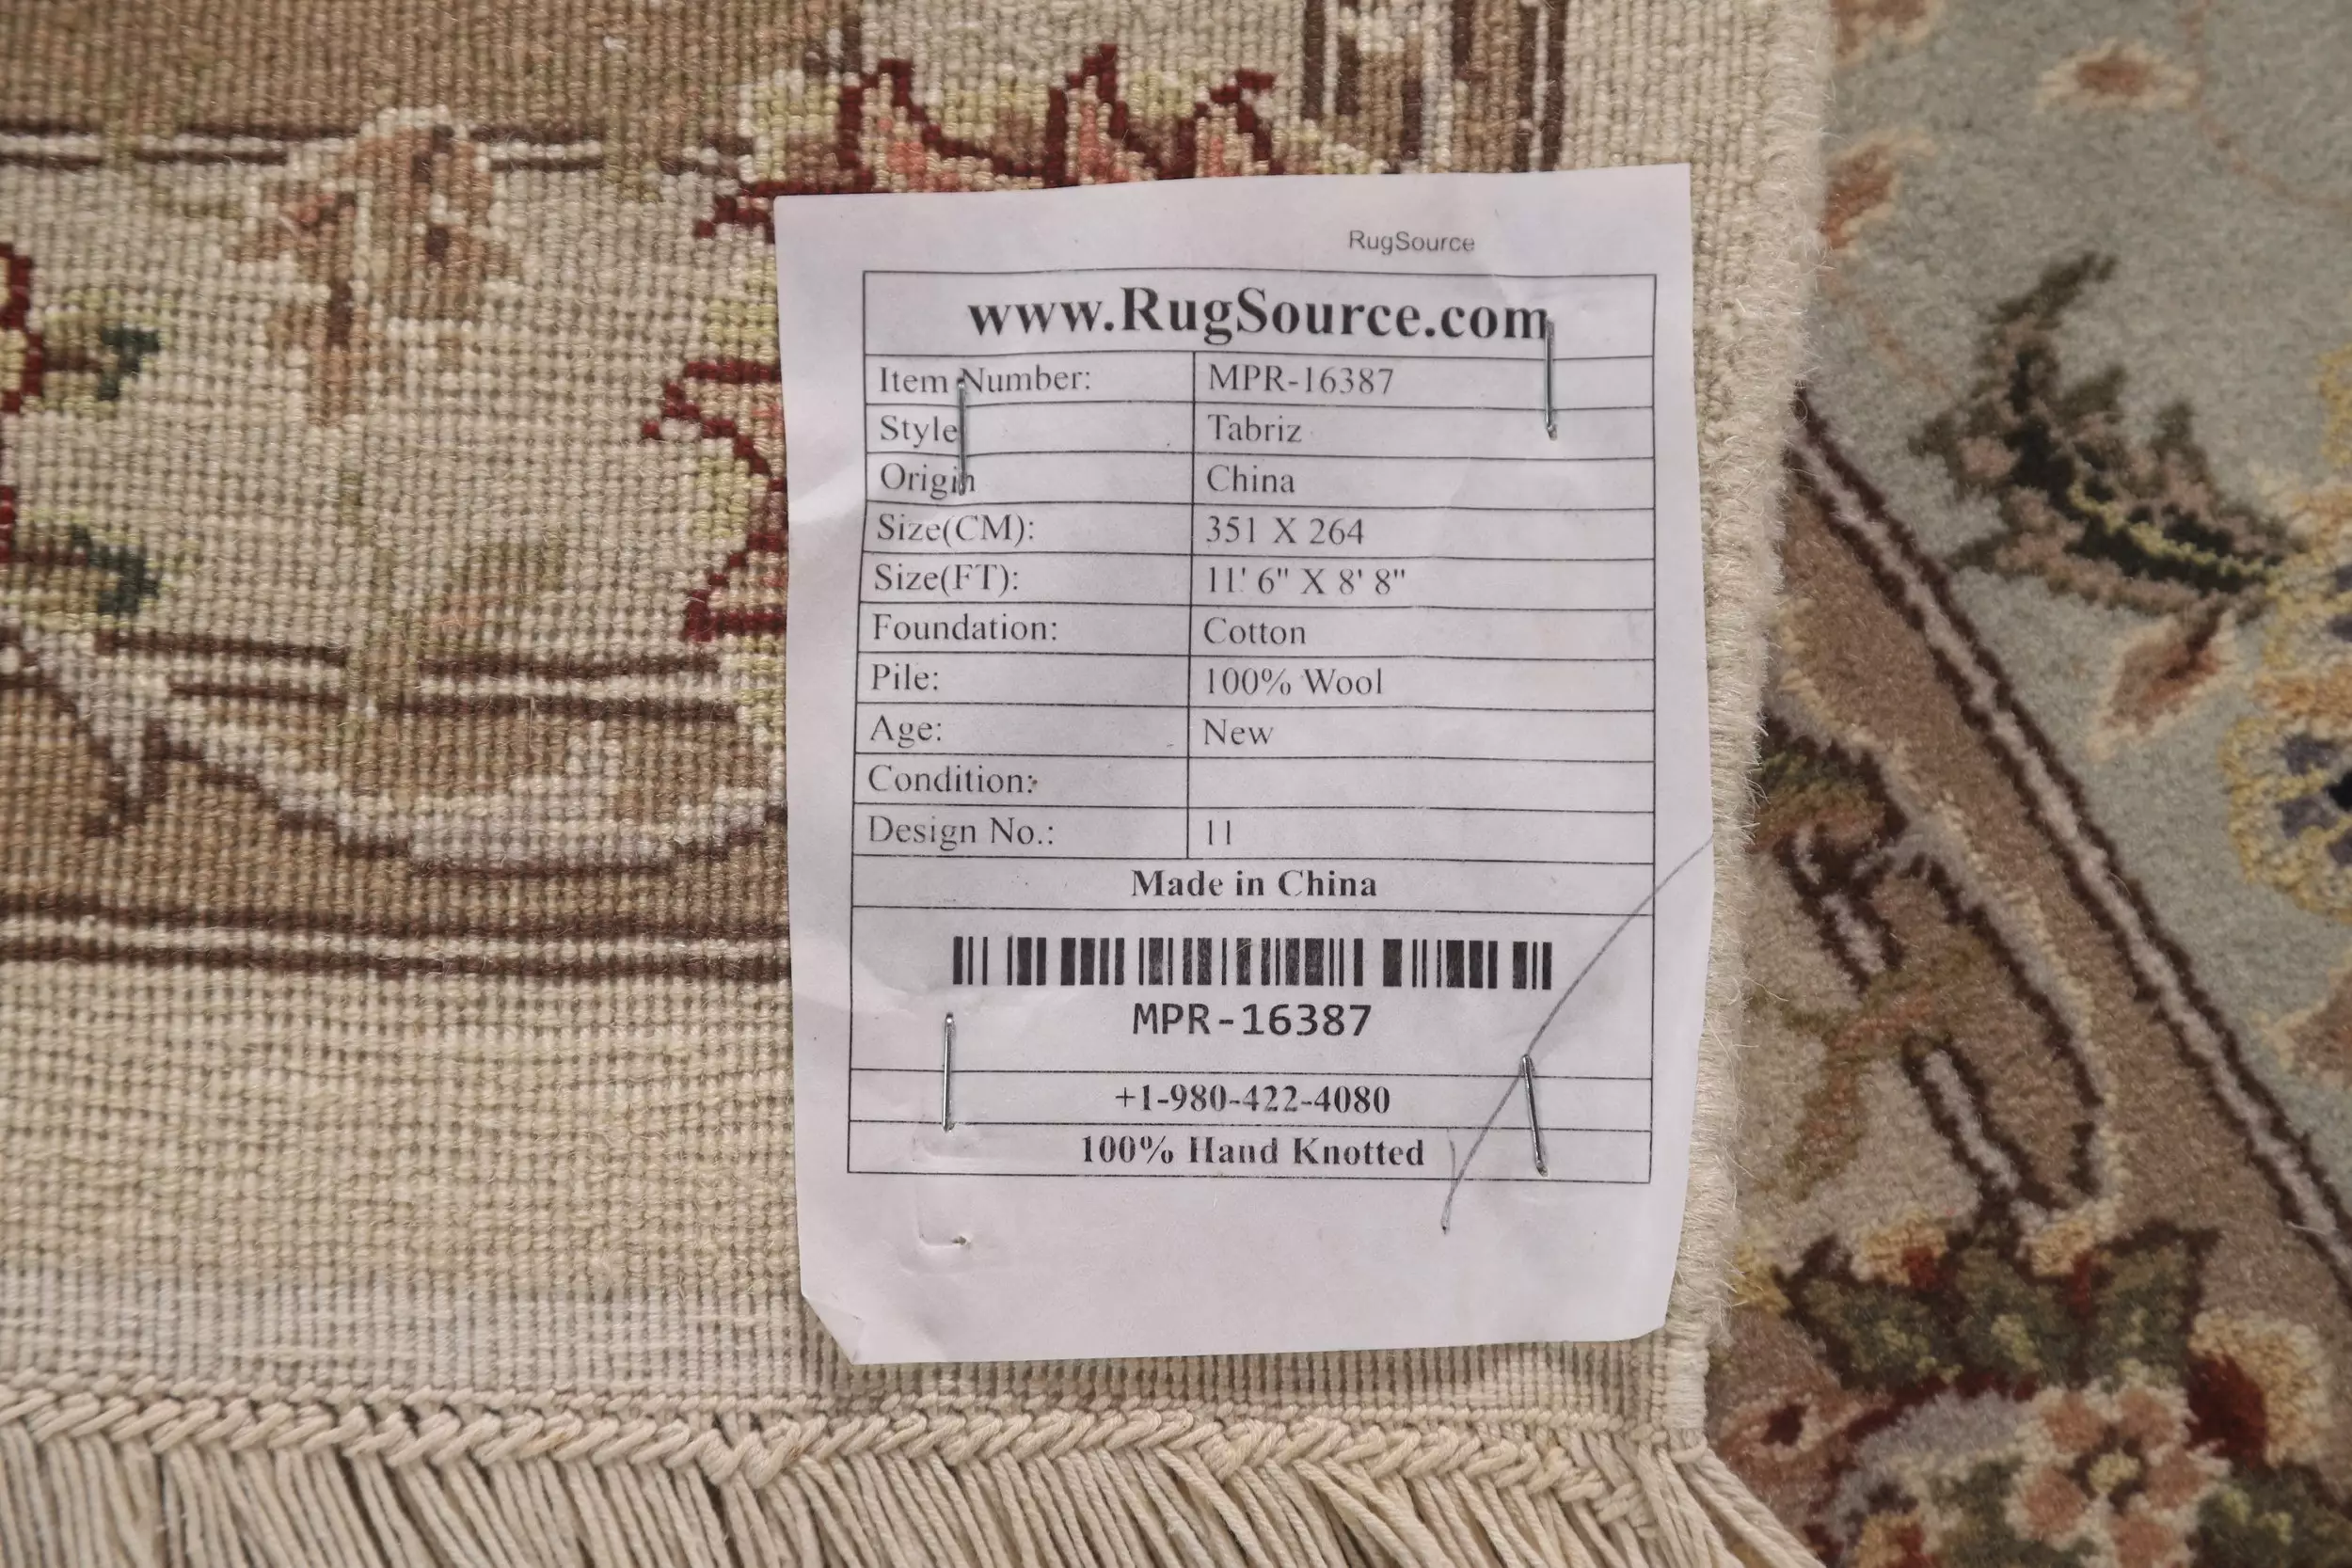 RugSource
www.RugSource.com
Item Number: MPR-16387
Style Tabriz
Origin China
Size(CM): 351 X 264
Size(FT): 11' 6" X 8' 8"
Foundation: Cotton
Pile: 100% Wool
Age: New
Condition:
Design No.: 11
Made in China
MPR-16387
+1-980-422-4080
100% Hand Knotted